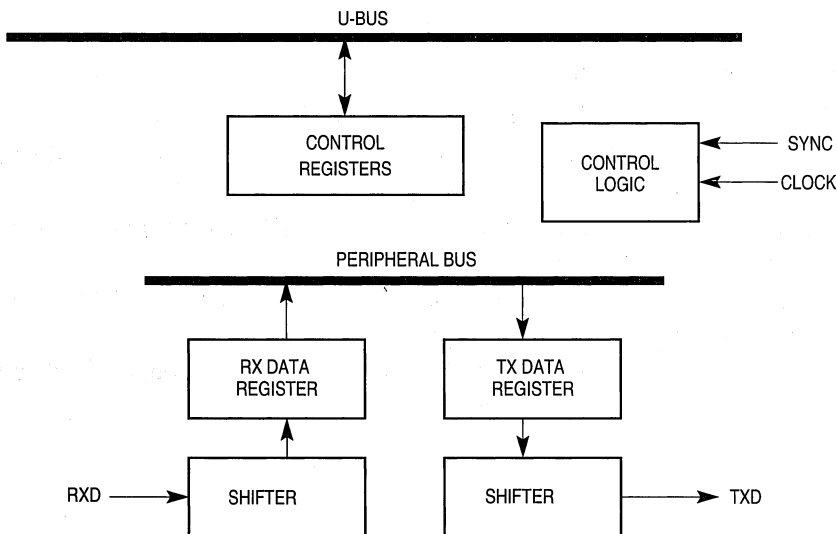 U-BUS
CONTROL
REGISTERS
CONTROL
LOGIC
SYNC
CLOCK
PERIPHERAL BUS
RX DATA
REGISTER
TX DATA
REGISTER
RXD
SHIFTER
SHIFTER
TXD